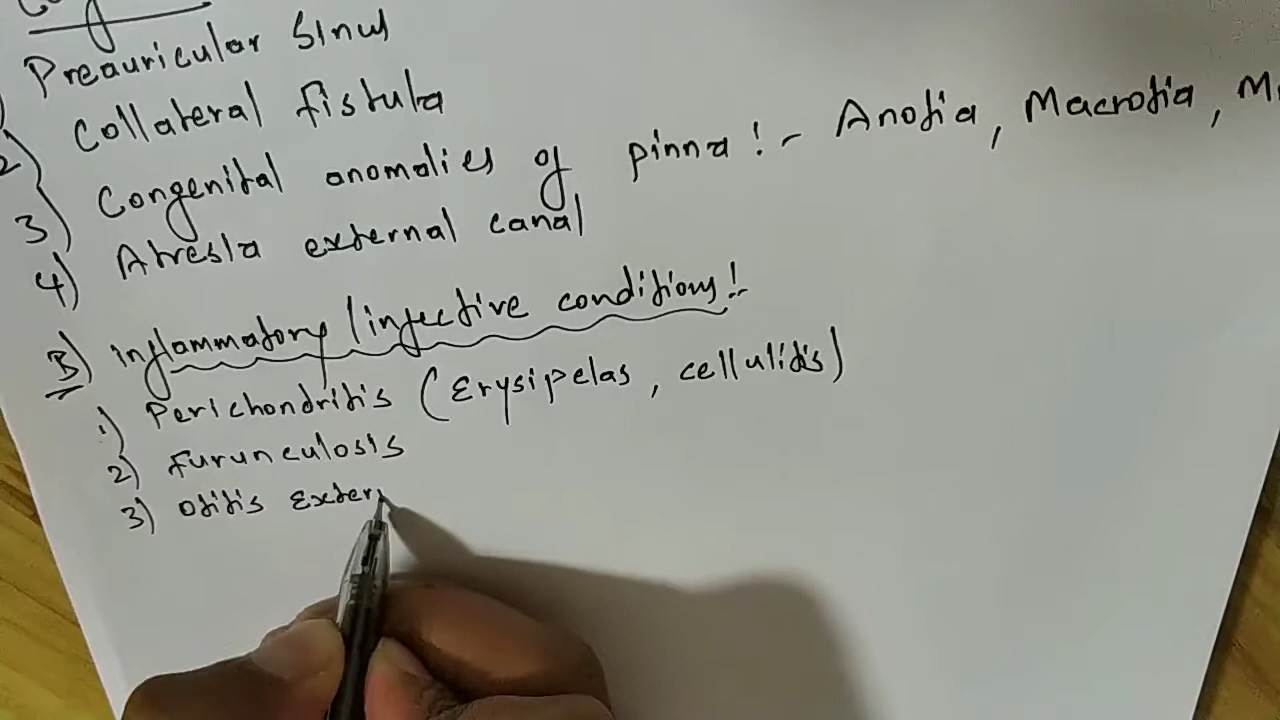 1) Preauricular Sinus
2) Collateral fistula
3) Congenital anomalies of pinna :- Anotia, Macrotia,
4) Atresia external canal
B) inflammatory/infective conditions:-
1) Perichondritis (Erysipelas, cellulitis)
2) Furunculosis
3) Otitis Exter